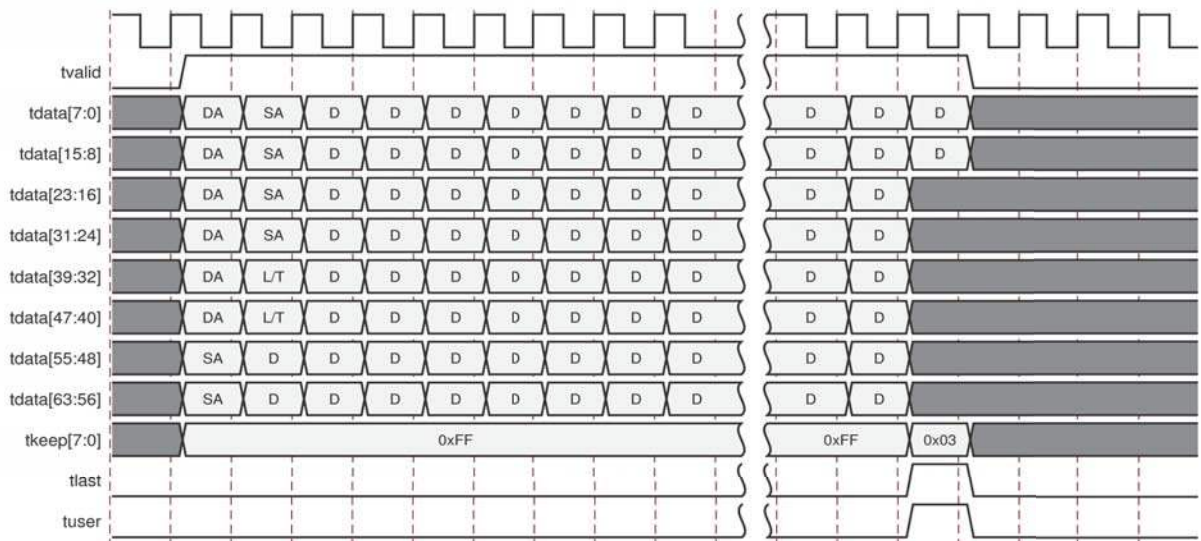 tvalid
tdata[7:0] DA SA D D D D D D D D D D
tdata[15:8] DA SA D D D D D D D D D D
tdata[23:16] DA SA D D D D D D D D D
tdata[31:24] DA SA D D D D D D D D D
tdata[39:32] DA L/T D D D D D D D D D
tdata[47:40] DA L/T D D D D D D D D D
tdata[55:48] SA D D D D D D D D D D
tdata[63:56] SA D D D D D D D D D D
tkeep[7:0] 0xFF 0xFF 0x03
tlast
tuser